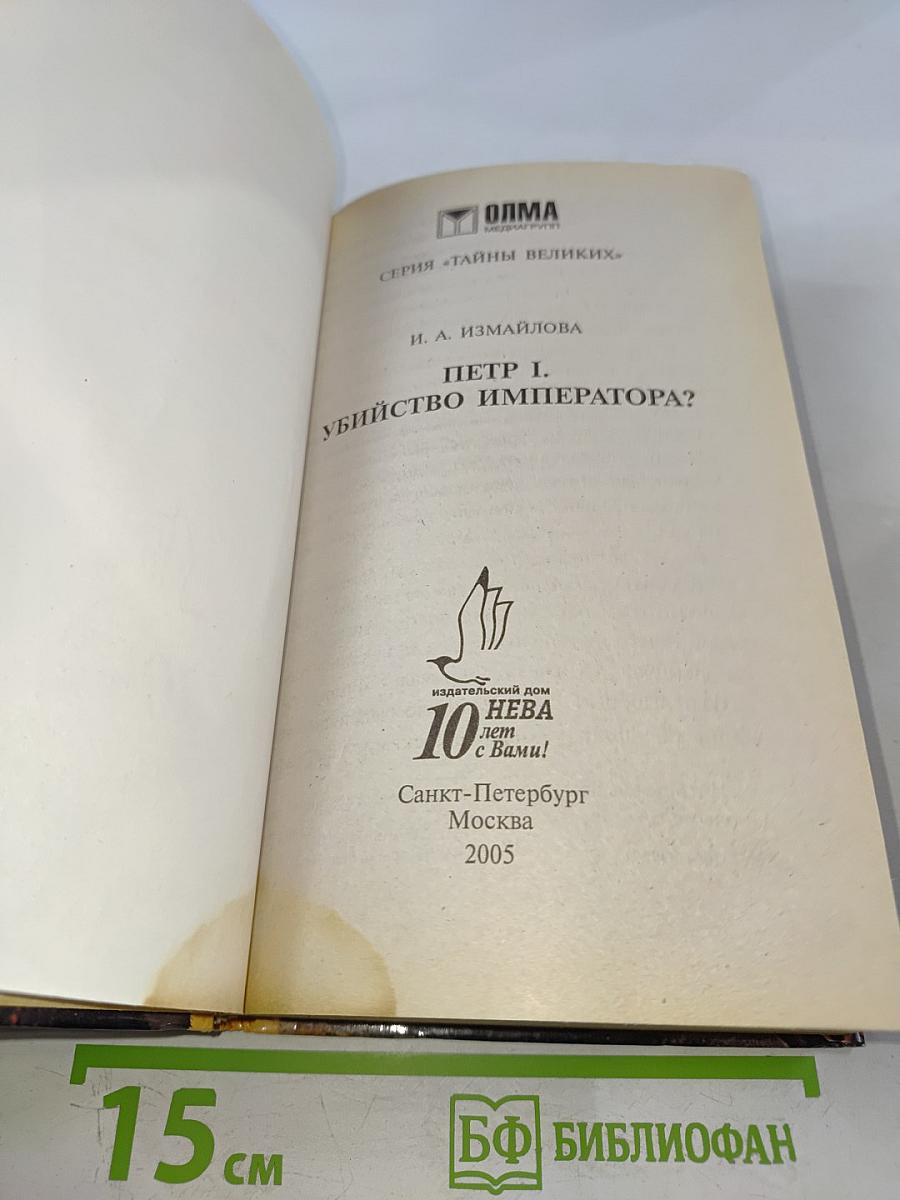 ОЛМА
МЕДИАГРУПП
СЕРИЯ «ТАЙНЫ ВЕЛИКИХ»
И. А. ИЗМАЙЛОВА
ПЕТР I.
УБИЙСТВО ИМПЕРАТОРА?
издательский дом
НЕВА
10 лет
с Вами!
Санкт-Петербург
Москва
2005
15 см
БФ БИБЛИОФАН